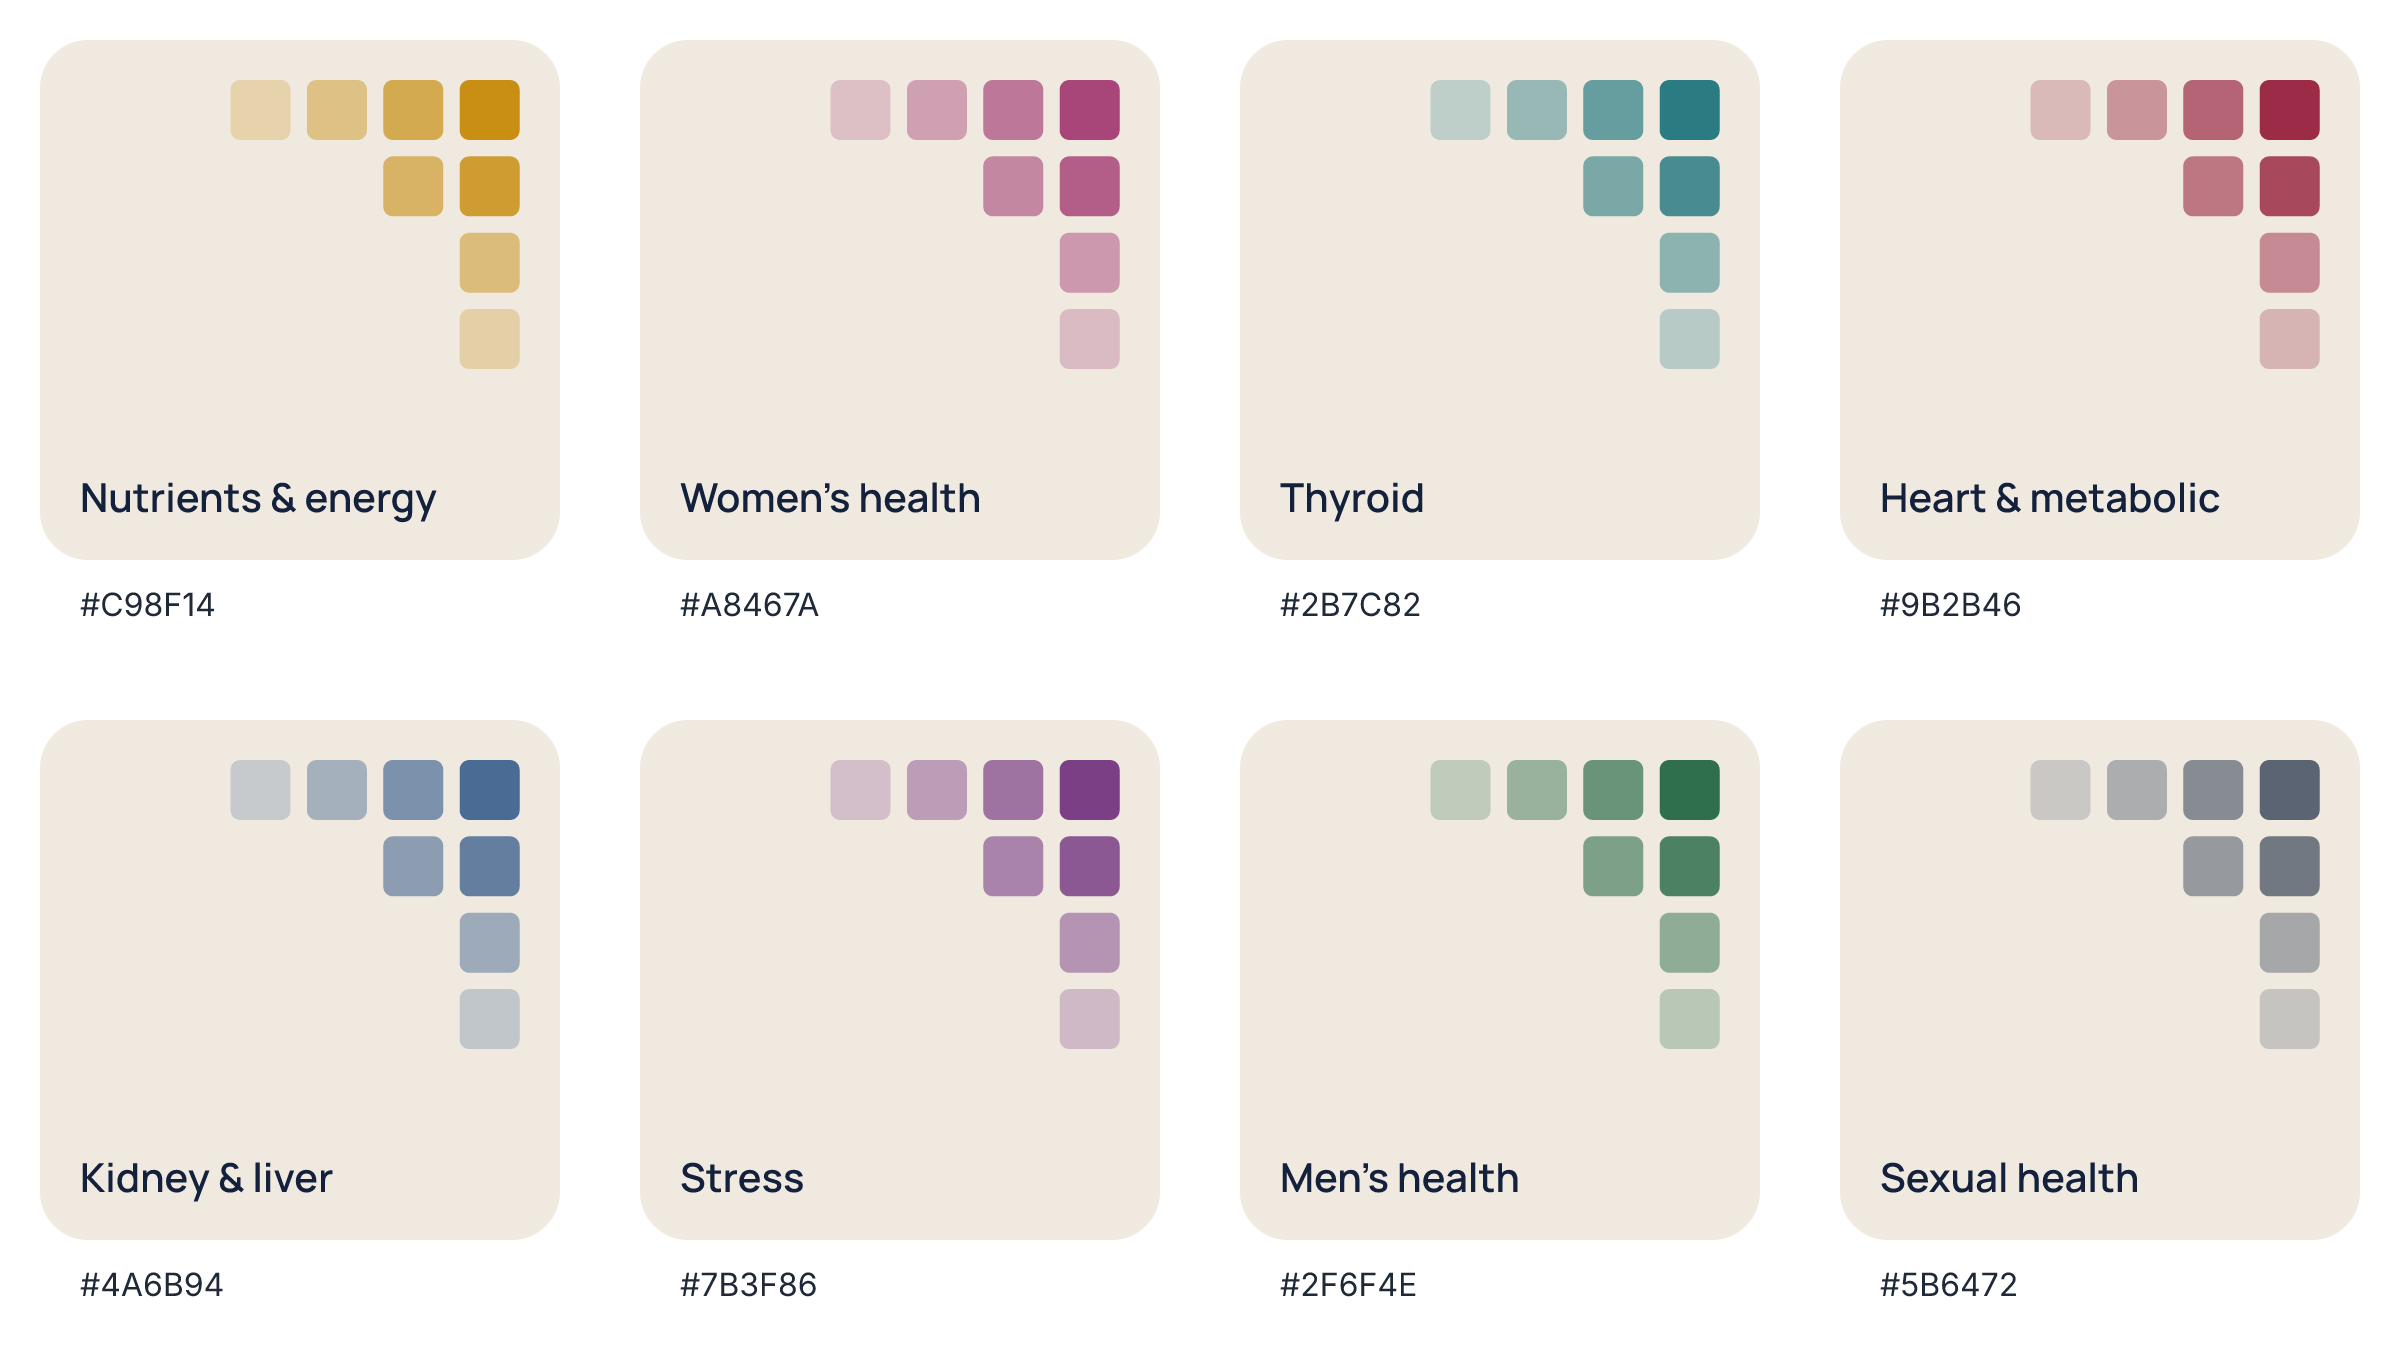 Nutrients & energy
#C98F14
Women’s health
#A8467A
Thyroid
#2B7C82
Heart & metabolic
#9B2B46
Kidney & liver
#4A6B94
Stress
#7B3F86
Men’s health
#2F6F4E
Sexual health
#5B6472